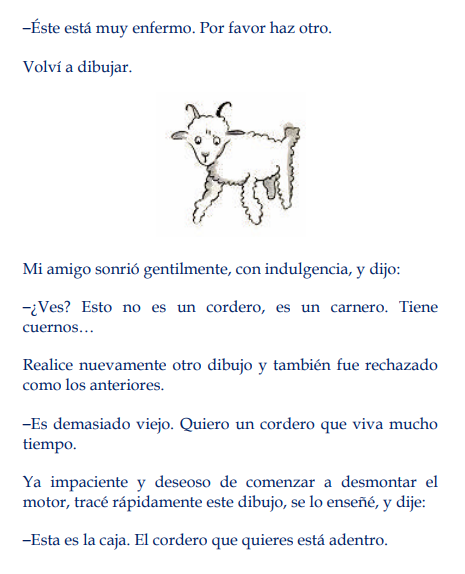 –Éste está muy enfermo. Por favor haz otro.
Volví a dibujar.
Mi amigo sonrió gentilmente, con indulgencia, y dijo:
–¿Ves? Esto no es un cordero, es un carnero. Tiene
cuernos…
Realice nuevamente otro dibujo y también fue rechazado
como los anteriores.
–Es demasiado viejo. Quiero un cordero que viva mucho
tiempo.
Ya impaciente y deseoso de comenzar a desmontar el
motor, tracé rápidamente este dibujo, se lo enseñé, y dije:
–Esta es la caja. El cordero que quieres está adentro.